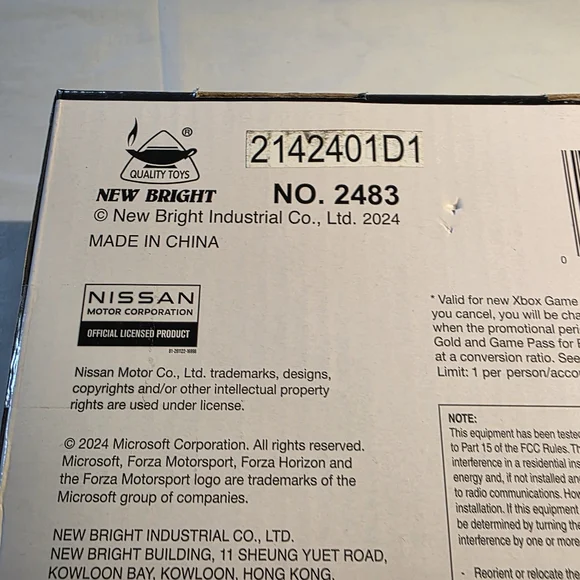 ®
QUALITY TOYS
NEW BRIGHT
2142401D1
NO. 2483
© New Bright Industrial Co., Ltd. 2024
MADE IN CHINA
0
NISSAN
MOTOR CORPORATION
OFFICIAL LICENSED PRODUCT
Nissan Motor Co., Ltd. trademarks, designs,
copyrights and/or other intellectual property
rights are used under license.
© 2024 Microsoft Corporation. All rights reserved.
Microsoft, Forza Motorsport, Forza Horizon and
the Forza Motorsport logo are trademarks of the
Microsoft group of companies.
NEW BRIGHT INDUSTRIAL CO., LTD.
NEW BRIGHT BUILDING, 11 SHEUNG YUET ROAD,
KOWLOON BAY, KOWLOON, HONG KONG.
* Valid for new Xbox Game
you cancel, you will be cha
when the promotional peri
Gold and Game Pass for
at a conversion ratio. See
Limit: 1 per person/accou
NOTE:
This equipment has been tested
to Part 15 of the FCC Rules. Th
interference in a residential ins
energy and, if not installed an
to radio communications. How
installation. If this equipment
be determined by turning the
interference by one or more
- Reorient or relocate the